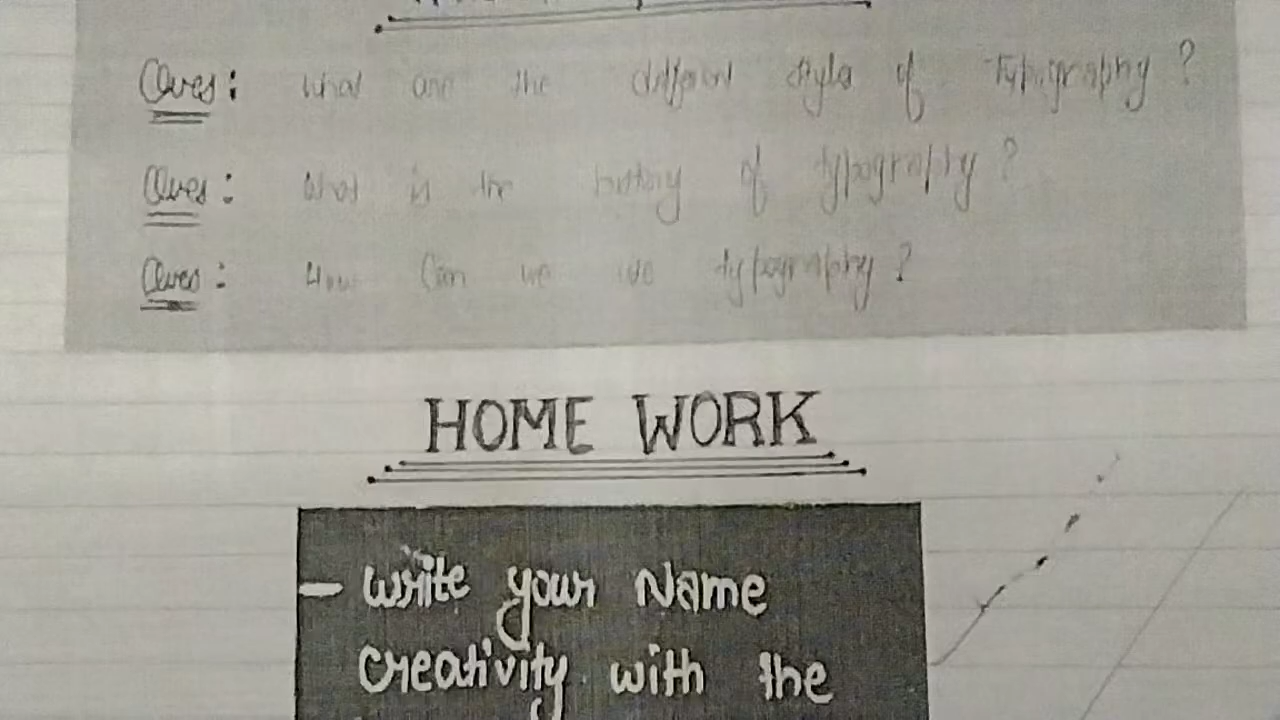 Ques: What are the different styles of Typography?
Ques: What is the history of typography?
Ques: How Can we use typography?
HOME WORK
- Write your Name
Creativity with the